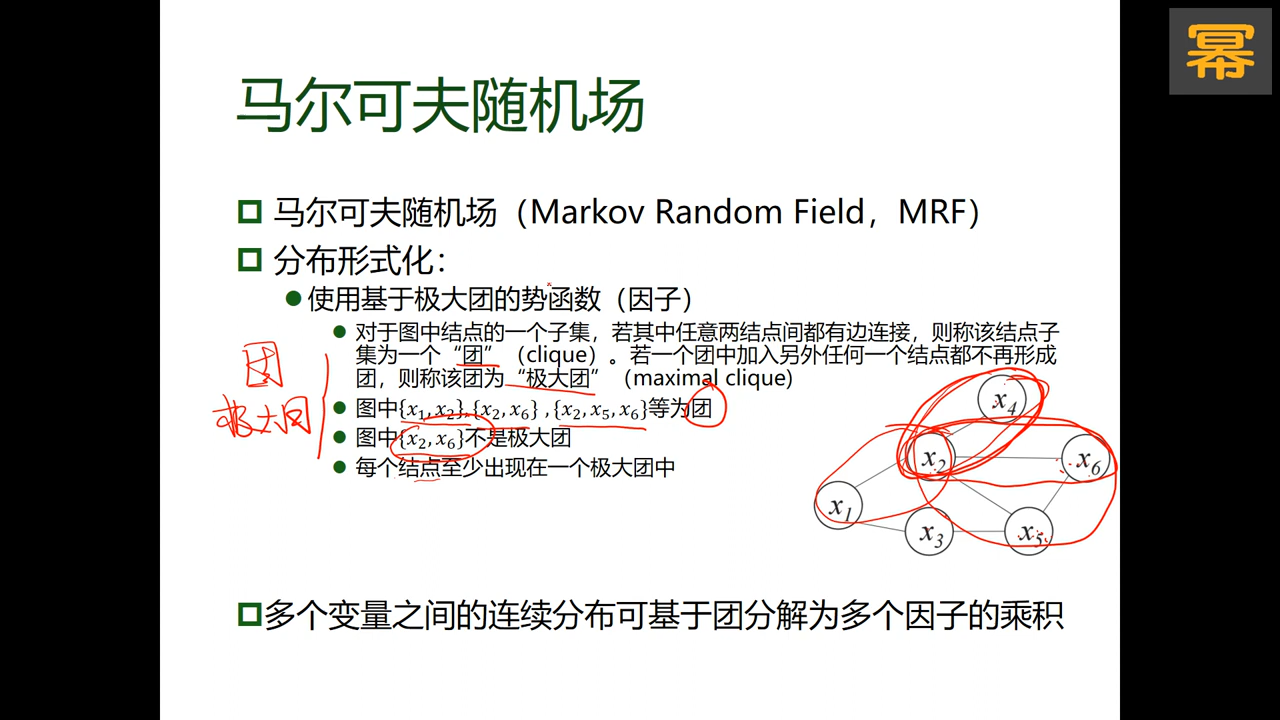 幂
马尔可夫随机场
马尔可夫随机场（Markov Random Field，MRF）
分布形式化：
使用基于极大团的势函数（因子）
对于图中结点的一个子集，若其中任意两结点间都有边连接，则称该结点子
集为一个“团”（clique）。若一个团中加入另外任何一个结点都不再形成
团，则称该团为“极大团”（maximal clique）
团
极大团
图中{x₁, x₂},{x₂, x₆} ,{x₂, x₅, x₆}等为团
图中{x₂, x₆}不是极大团
每个结点至少出现在一个极大团中
x₄
x₂
x₆
x₁
x₃
x₅
多个变量之间的连续分布可基于团分解为多个因子的乘积